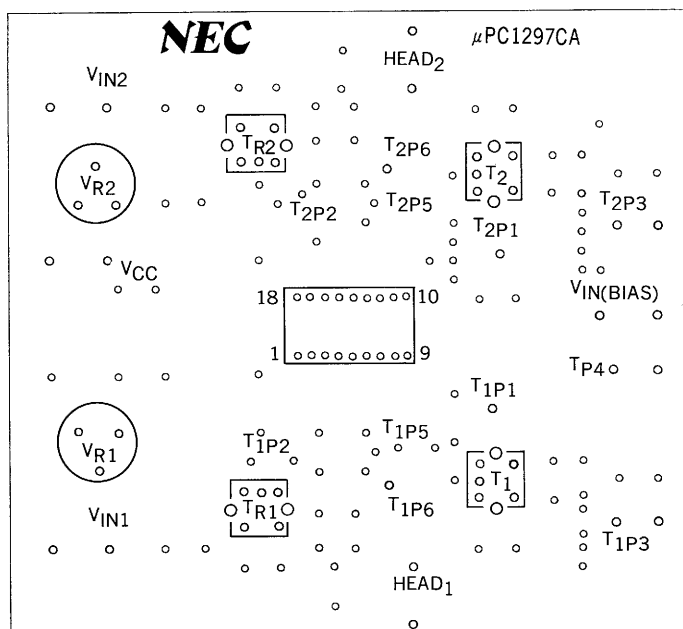 NEC
μPC1297CA
HEAD2
VIN2
TR2
T2P6
T2
VR2
T2P2
T2P5
T2P3
T2P1
VCC
VIN(BIAS)
18
10
1
9
TP4
T1P1
VR1
T1P2
T1P5
T1
TR1
T1P6
VIN1
T1P3
HEAD1